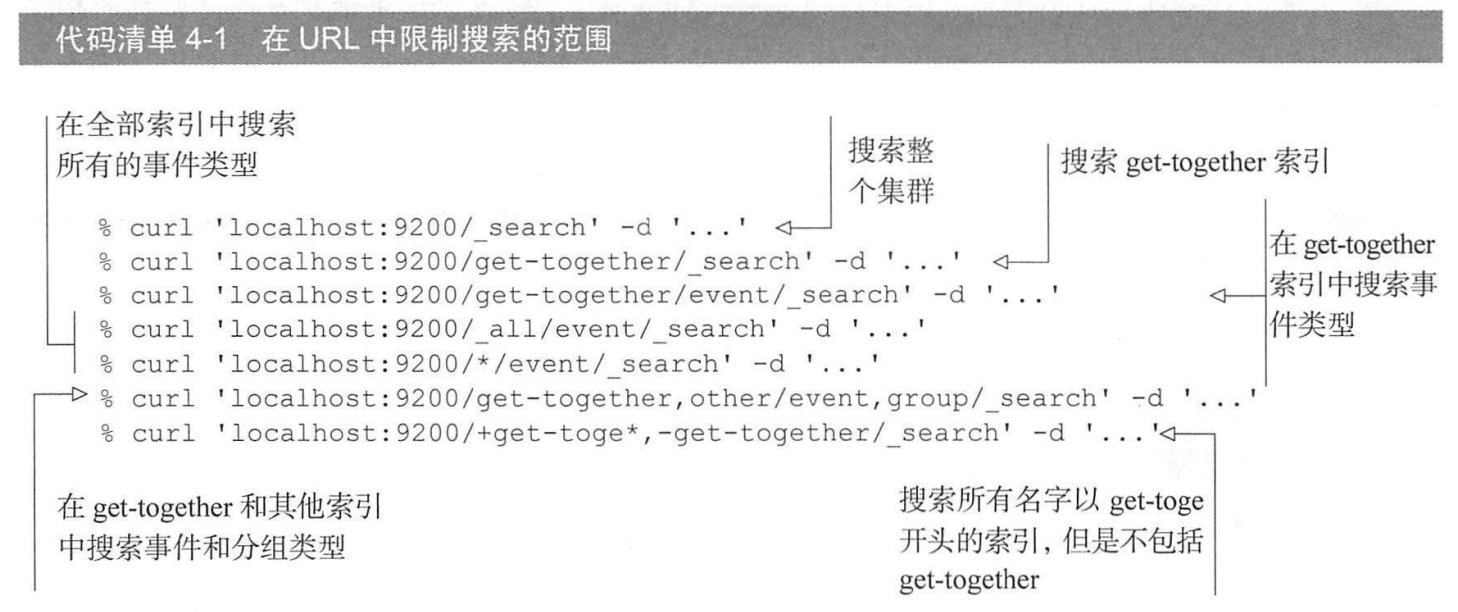 代码清单 4-1 在 URL 中限制搜索的范围
在全部索引中搜索
所有的事件类型
搜索整
个集群
搜索 get-together 索引
% curl 'localhost:9200/_search' -d '...'
% curl 'localhost:9200/get-together/_search' -d '...'
% curl 'localhost:9200/get-together/event/_search' -d '...'
% curl 'localhost:9200/_all/event/_search' -d '...'
% curl 'localhost:9200/*/event/_search' -d '...'
% curl 'localhost:9200/get-together,other/event,group/_search' -d '...'
% curl 'localhost:9200/+get-toge*,-get-together/_search' -d '...'
在 get-together
索引中搜索事
件类型
在 get-together 和其他索引
中搜索事件和分组类型
搜索所有名字以 get-toge
开头的索引，但是不包括
get-together